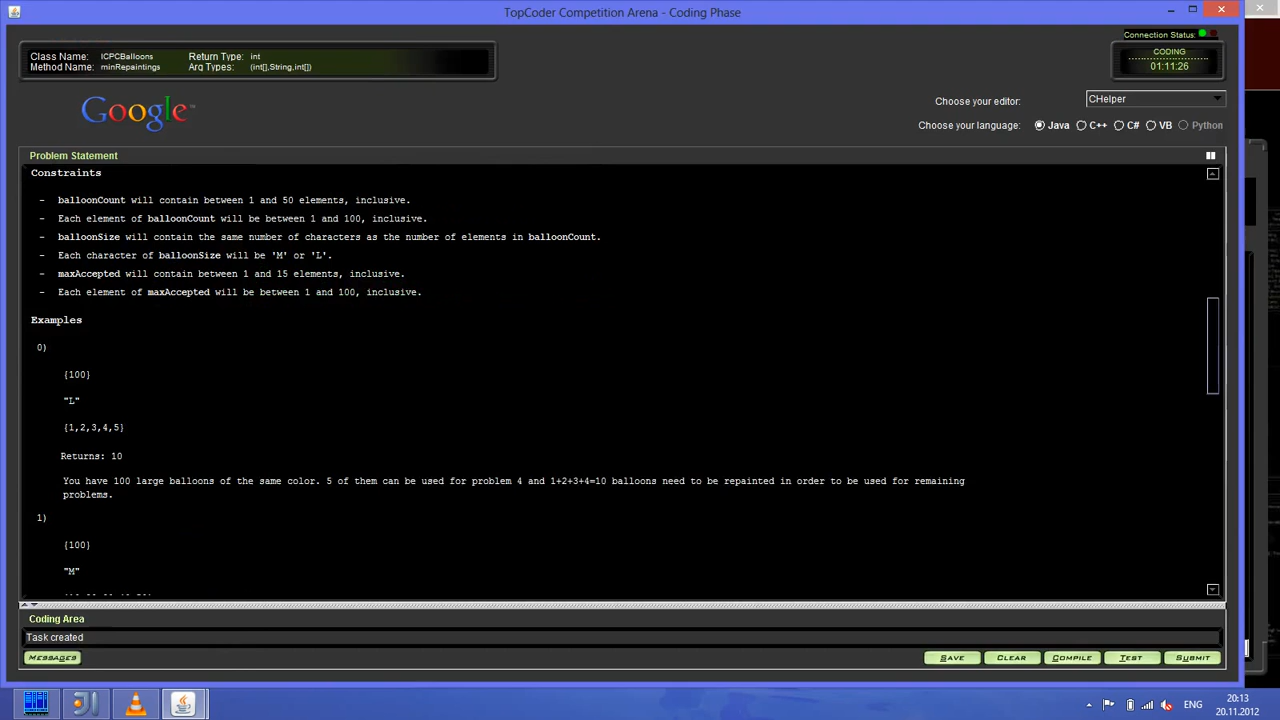 TopCoder Competition Arena - Coding Phase
Connection Status:
Class Name: ICPCBalloons Return Type: int
Method Name: minRepaintings Arg Types: (int[],String,int[])
CODING
01:11:26
Google™
Choose your editor: CHelper
Choose your language: Java C++ C# VB Python
Problem Statement
Constraints
- balloonCount will contain between 1 and 50 elements, inclusive.
- Each element of balloonCount will be between 1 and 100, inclusive.
- balloonSize will contain the same number of characters as the number of elements in balloonCount.
- Each character of balloonSize will be 'M' or 'L'.
- maxAccepted will contain between 1 and 15 elements, inclusive.
- Each element of maxAccepted will be between 1 and 100, inclusive.
Examples
0)
{100}
"L"
{1,2,3,4,5}
Returns: 10
You have 100 large balloons of the same color. 5 of them can be used for problem 4 and 1+2+3+4=10 balloons need to be repainted in order to be used for remaining
problems.
1)
{100}
"M"
Coding Area
Task created
MESSAGES SAVE CLEAR COMPILE TEST SUBMIT
ENG
20:13
20.11.2012